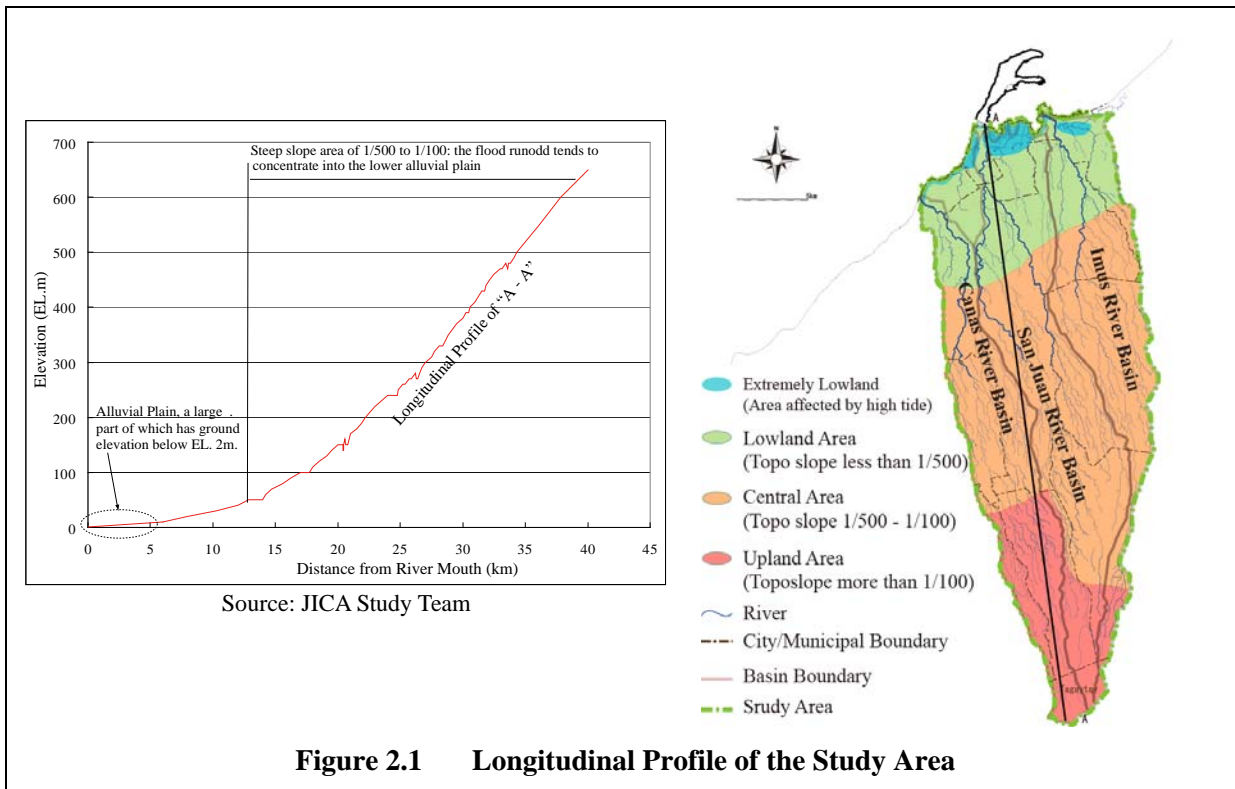 700
600
500
400
300
200
100
0
Elevation (EL.m)
Steep slope area of 1/500 to 1/100: the flood runodd tends to
concentrate into the lower alluvial plain
Longitudinal Profile of “A - A”
Alluvial Plain, a large .
part of which has ground
elevation below EL. 2m.
0 5 10 15 20 25 30 35 40 45
Distance from River Mouth (km)
Source: JICA Study Team
N
5km
A
Canas River Basin
San Juan River Basin
Imus River Basin
Tagaytay
A
Extremely Lowland
(Area affected by high tide)
Lowland Area
(Topo slope less than 1/500)
Central Area
(Topo slope 1/500 - 1/100)
Upland Area
(Toposlope more than 1/100)
River
City/Municipal Boundary
Basin Boundary
Srudy Area
Figure 2.1 Longitudinal Profile of the Study Area